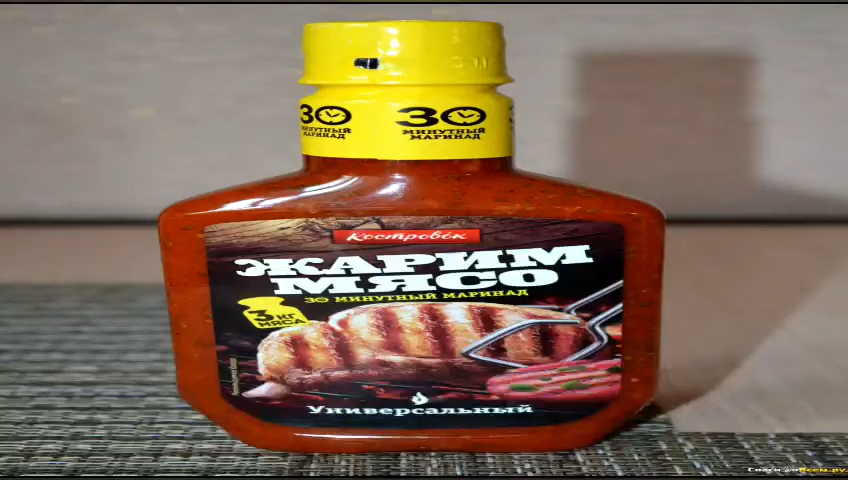 30
МИНУТНЫЙ
МАРИНАД
30
МИНУТНЫЙ
МАРИНАД
Костровок
ЖАРИМ
МЯСО
30 МИНУТНЫЙ МАРИНАД
3 КГ
МЯСА
Универсальный